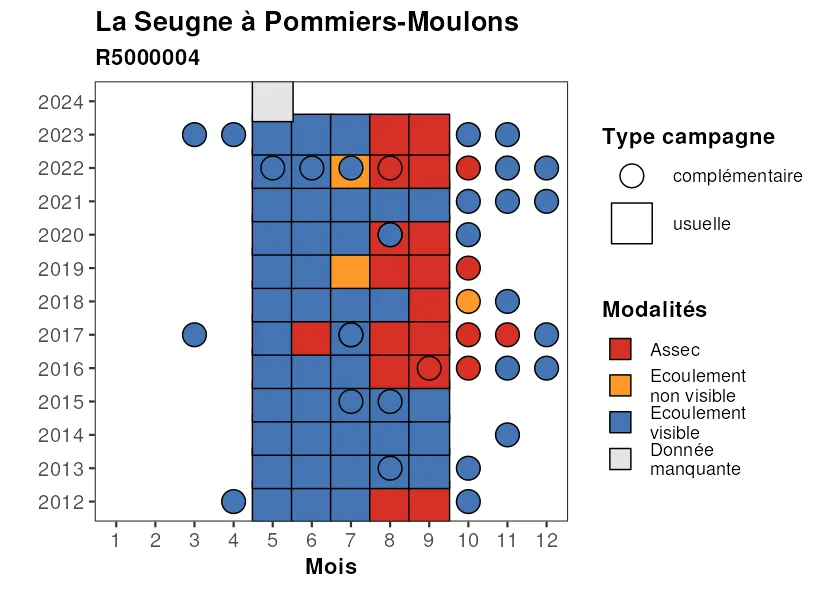 La Seugne à Pommiers-Moulons
R5000004
2024
2023
2022
2021
2020
2019
2018
2017
2016
2015
2014
2013
2012
1 2 3 4 5 6 7 8 9 10 11 12
Mois
Type campagne
complémentaire
usuelle
Modalités
Assec
Ecoulement
non visible
Ecoulement
visible
Donnée
manquante